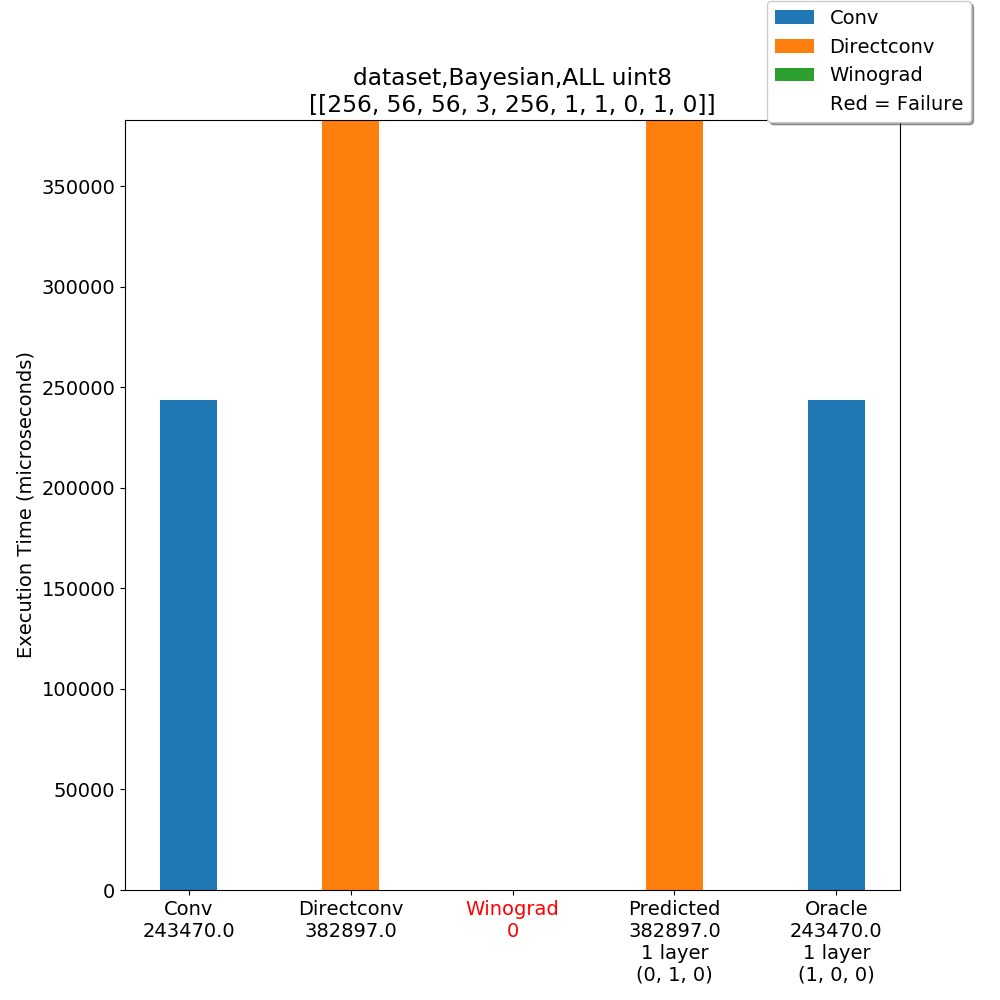 Conv
Directconv
Winograd
Red = Failure
dataset,Bayesian,ALL uint8
[[256, 56, 56, 3, 256, 1, 1, 0, 1, 0]]
Execution Time (microseconds)
350000
300000
250000
200000
150000
100000
50000
0
Conv
243470.0
Directconv
382897.0
Winograd
0
Predicted
382897.0
1 layer
(0, 1, 0)
Oracle
243470.0
1 layer
(1, 0, 0)